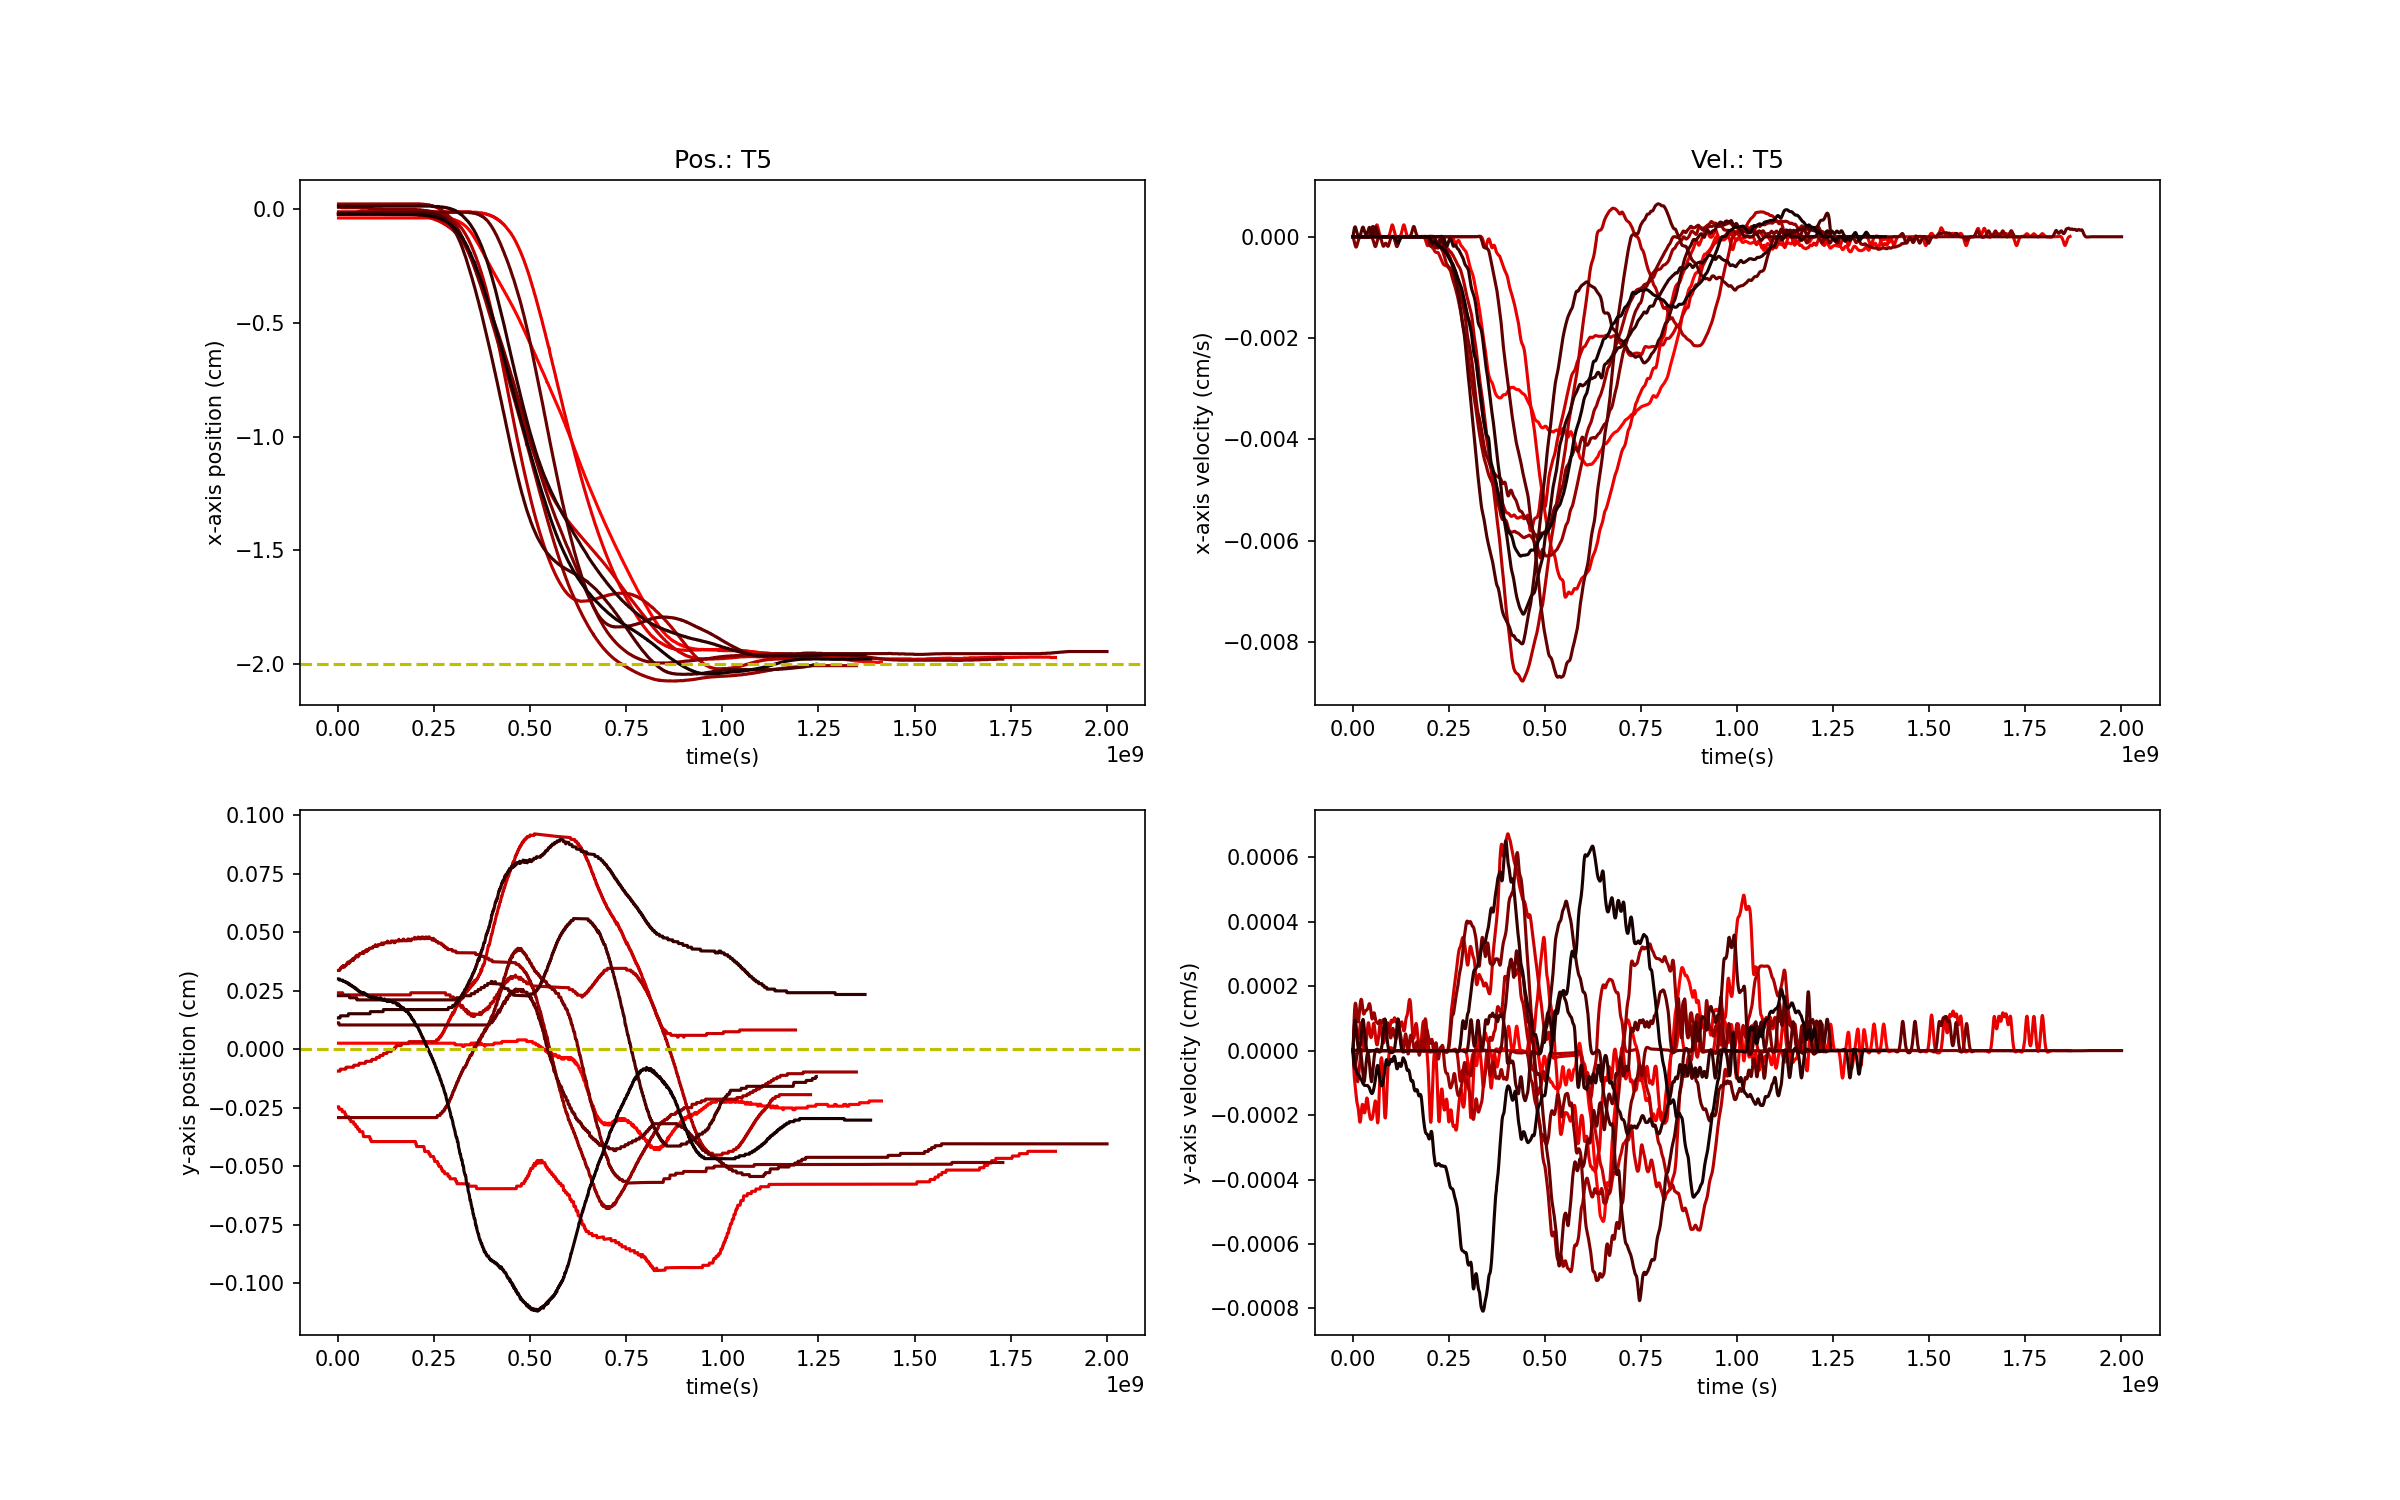 Pos.: T5
x-axis position (cm)
0.0
−0.5
−1.0
−1.5
−2.0
0.00 0.25 0.50 0.75 1.00 1.25 1.50 1.75 2.00
time(s)
1e9
Vel.: T5
x-axis velocity (cm/s)
0.000
−0.002
−0.004
−0.006
−0.008
0.00 0.25 0.50 0.75 1.00 1.25 1.50 1.75 2.00
time(s)
1e9
y-axis position (cm)
0.100
0.075
0.050
0.025
0.000
−0.025
−0.050
−0.075
−0.100
0.00 0.25 0.50 0.75 1.00 1.25 1.50 1.75 2.00
time(s)
1e9
y-axis velocity (cm/s)
0.0006
0.0004
0.0002
0.0000
−0.0002
−0.0004
−0.0006
−0.0008
0.00 0.25 0.50 0.75 1.00 1.25 1.50 1.75 2.00
time (s)
1e9